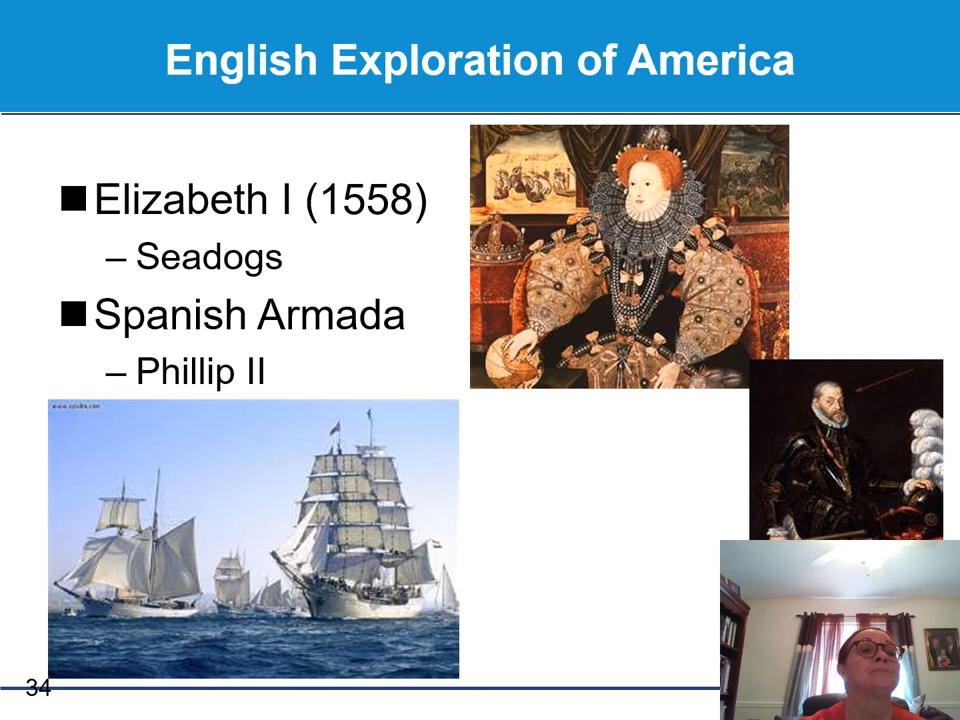 English Exploration of America
Elizabeth I (1558)
– Seadogs
Spanish Armada
– Phillip II
34